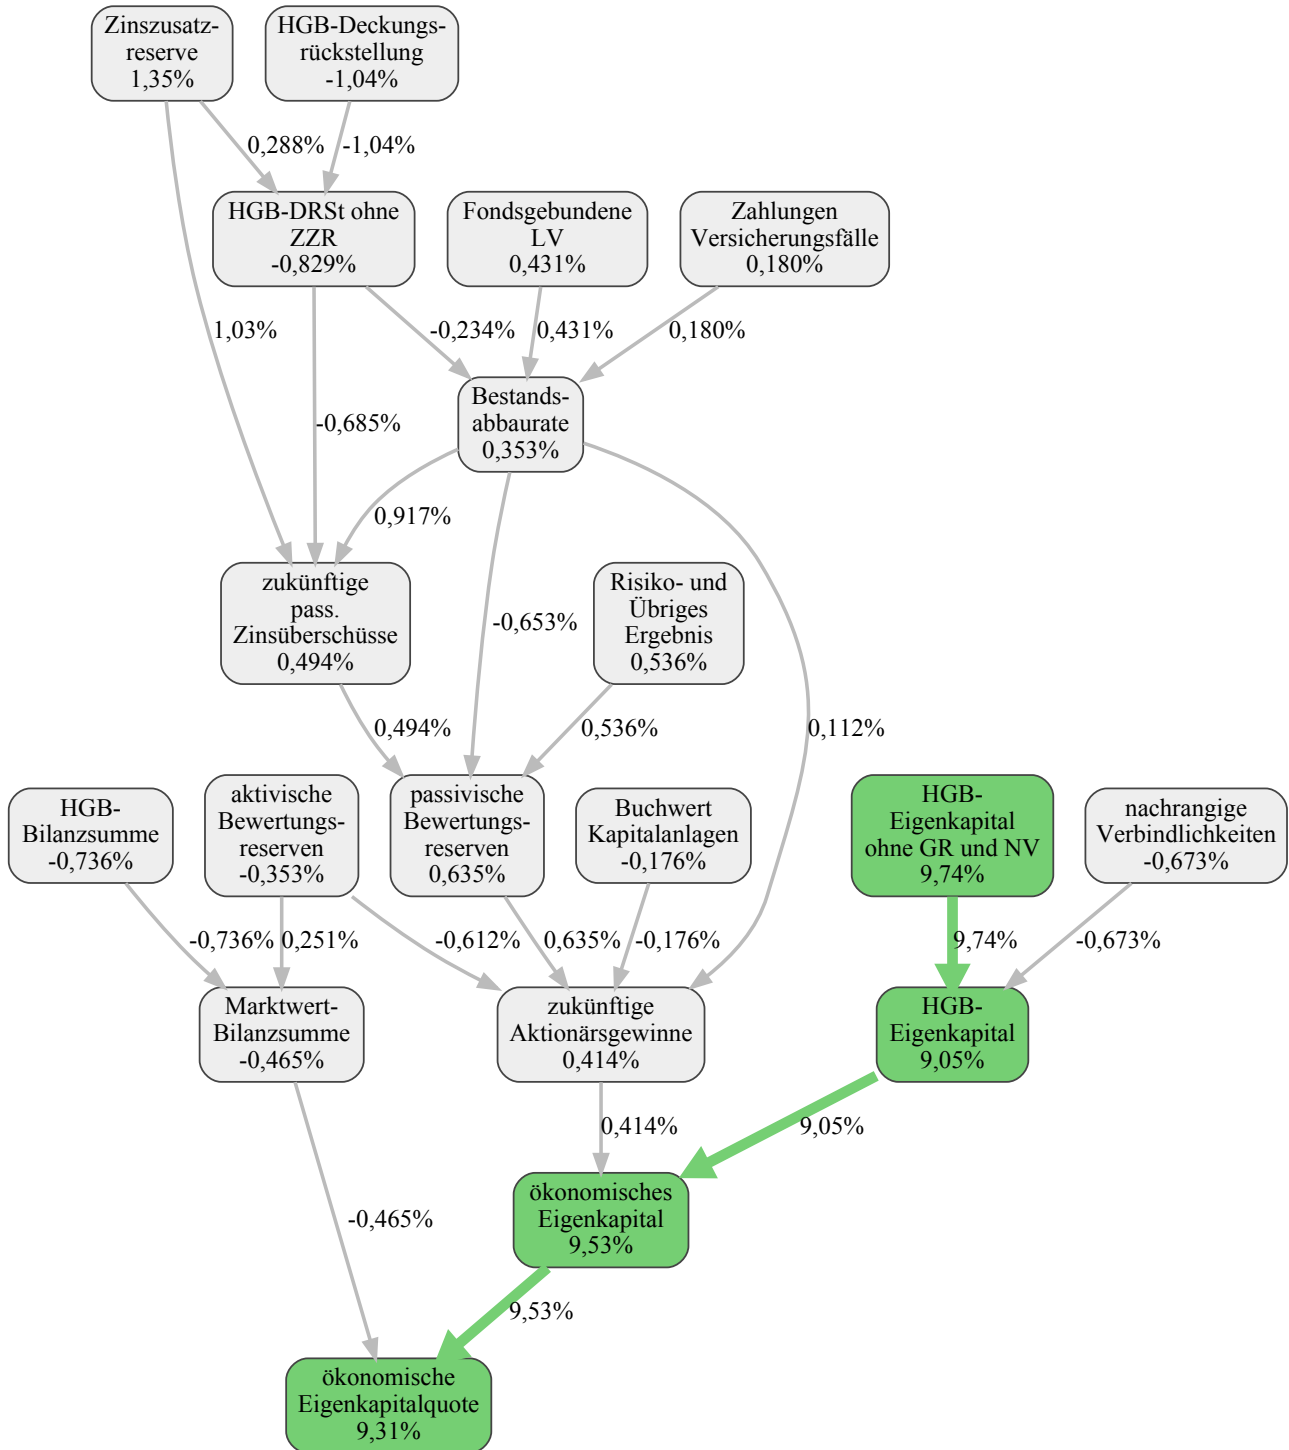 Zinszusatz-
reserve
1,35%
HGB-Deckungs-
rückstellung
-1,04%
0,288%
-1,04%
HGB-DRSt ohne
ZZR
-0,829%
Fondsgebundene
LV
0,431%
Zahlungen
Versicherungsfälle
0,180%
1,03%
-0,234%
0,431%
0,180%
Bestands-
abbaurate
0,353%
-0,685%
0,917%
zukünftige
pass.
Zinsüberschüsse
0,494%
-0,653%
Risiko- und
Übriges
Ergebnis
0,536%
0,494%
0,536%
0,112%
HGB-
Bilanzsumme
-0,736%
aktivische
Bewertungs-
reserven
-0,353%
passivische
Bewertungs-
reserven
0,635%
Buchwert
Kapitalanlagen
-0,176%
HGB-
Eigenkapital
ohne GR und NV
9,74%
nachrangige
Verbindlichkeiten
-0,673%
-0,736%
0,251%
-0,612%
0,635%
-0,176%
9,74%
-0,673%
Marktwert-
Bilanzsumme
-0,465%
zukünftige
Aktionärsgewinne
0,414%
HGB-
Eigenkapital
9,05%
0,414%
9,05%
-0,465%
ökonomisches
Eigenkapital
9,53%
9,53%
ökonomische
Eigenkapitalquote
9,31%